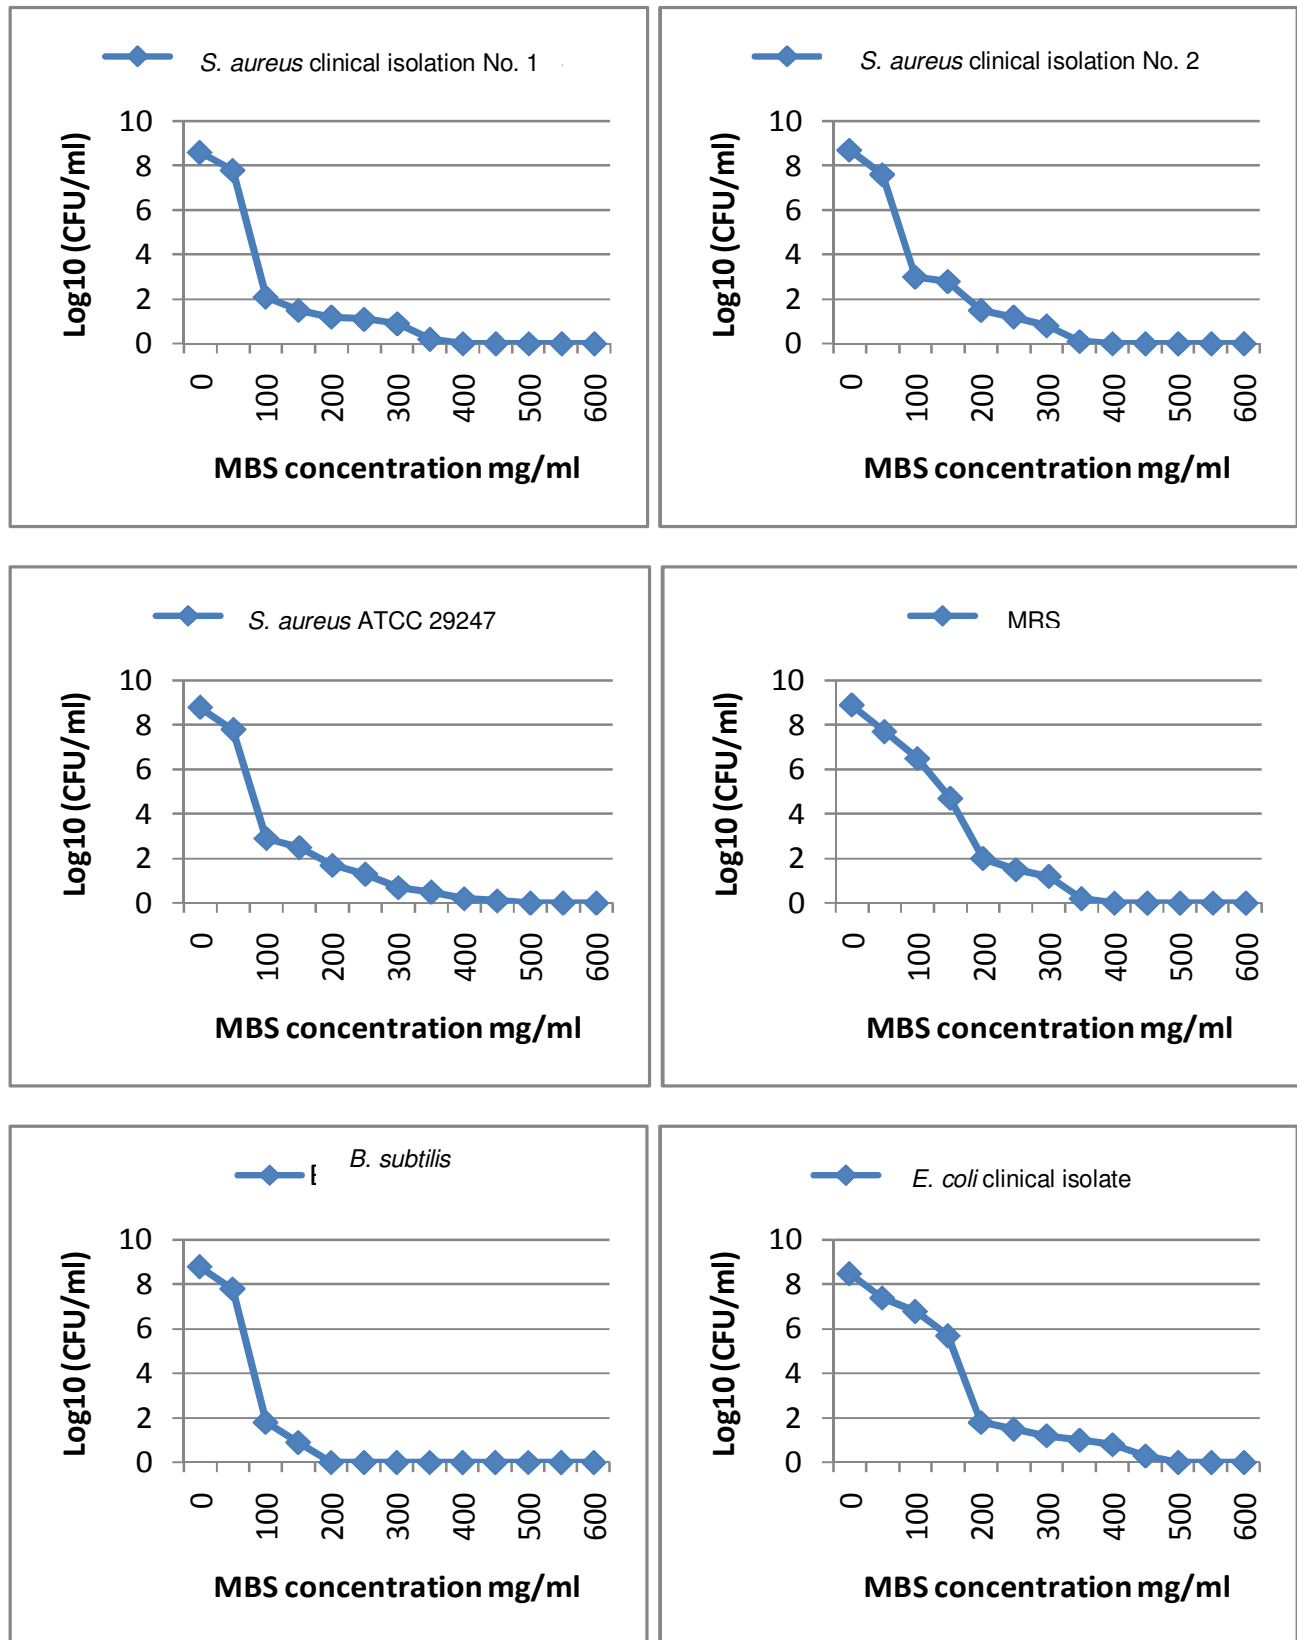 S. aureus clinical isolation No. 1
Log10 (CFU/ml)
10
8
6
4
2
0
0 100 200 300 400 500 600
MBS concentration mg/ml
S. aureus clinical isolation No. 2
Log10 (CFU/ml)
10
8
6
4
2
0
0 100 200 300 400 500 600
MBS concentration mg/ml
S. aureus ATCC 29247
Log10 (CFU/ml)
10
8
6
4
2
0
0 100 200 300 400 500 600
MBS concentration mg/ml
MRS
Log10 (CFU/ml)
10
8
6
4
2
0
0 100 200 300 400 500 600
MBS concentration mg/ml
B. subtilis
Log10 (CFU/ml)
10
8
6
4
2
0
0 100 200 300 400 500 600
MBS concentration mg/ml
E. coli clinical isolate
Log10 (CFU/ml)
10
8
6
4
2
0
0 100 200 300 400 500 600
MBS concentration mg/ml